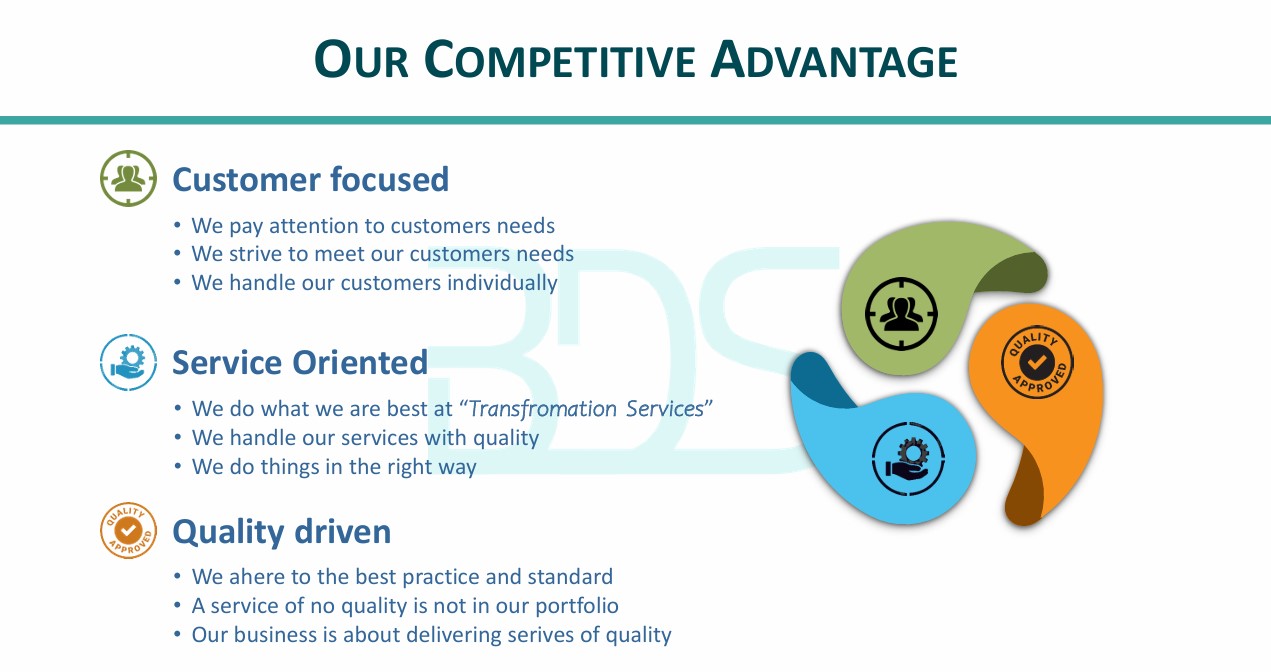 OUR COMPETITIVE ADVANTAGE
Customer focused
• We pay attention to customers needs
• We strive to meet our customers needs
• We handle our customers individually
Service Oriented
• We do what we are best at “Transfromation Services”
• We handle our services with quality
• We do things in the right way
Quality driven
• We ahere to the best practice and standard
• A service of no quality is not in our portfolio
• Our business is about delivering serives of quality
BDS
QUALITY
APPROVED
QUALITY
APPROVED